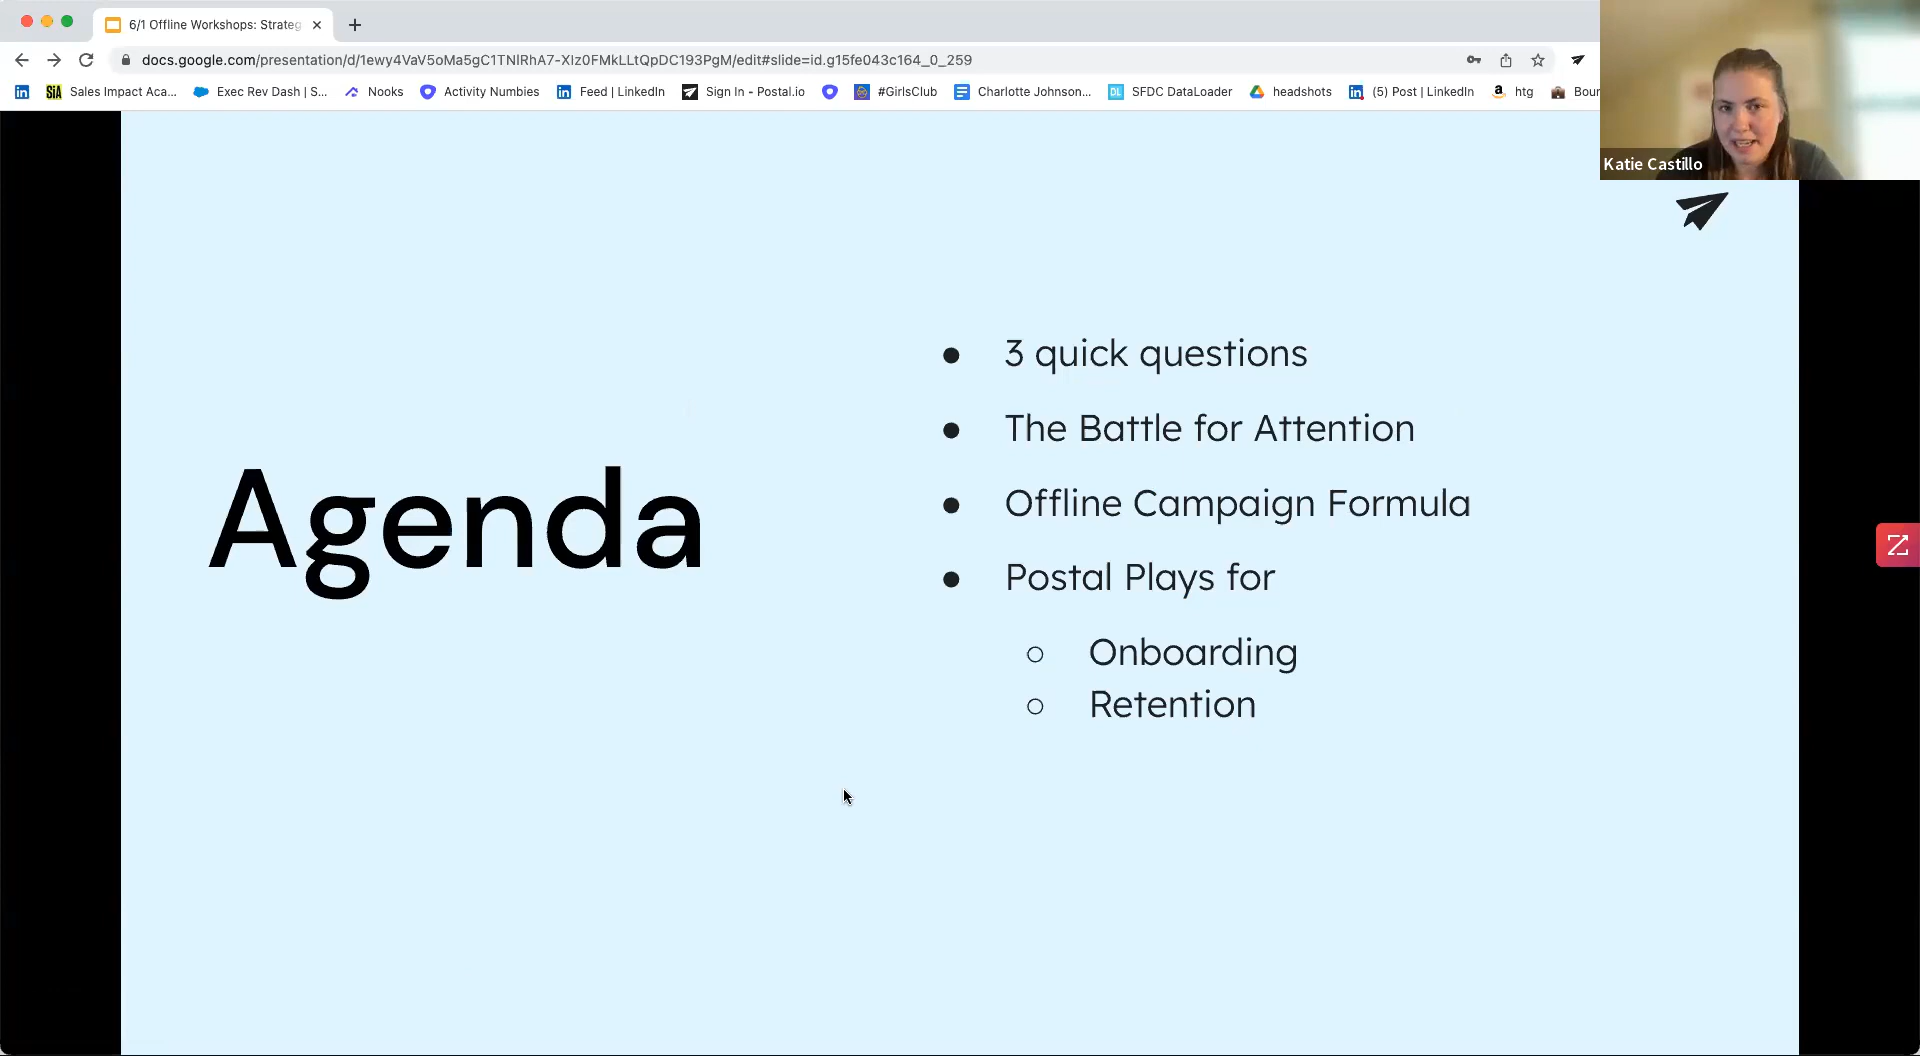 6/1 Offline Workshops: Strateg
docs.google.com/presentation/d/1ewy4VaV5oMa5gC1TNlRhA7-XIz0FMkLLtQpDC193PgM/edit#slide=id.g15fe043c164_0_259
Sales Impact Aca... Exec Rev Dash | S... Nooks Activity Numbies Feed | LinkedIn Sign In - Postal.io #GirlsClub Charlotte Johnson... DL SFDC DataLoader headshots (5) Post | LinkedIn htg Bour
Katie Castillo
Agenda
● 3 quick questions
● The Battle for Attention
● Offline Campaign Formula
● Postal Plays for
○ Onboarding
○ Retention